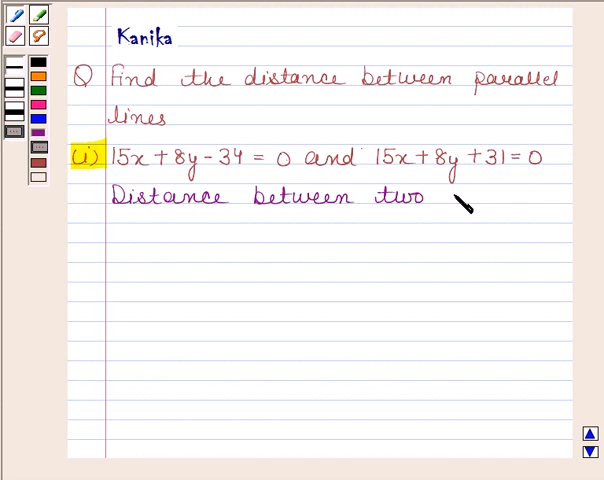 Kanika
Q Find the distance between parallel
lines
(i) 15x + 8y - 34 = 0 and 15x + 8y + 31 = 0
Distance between two